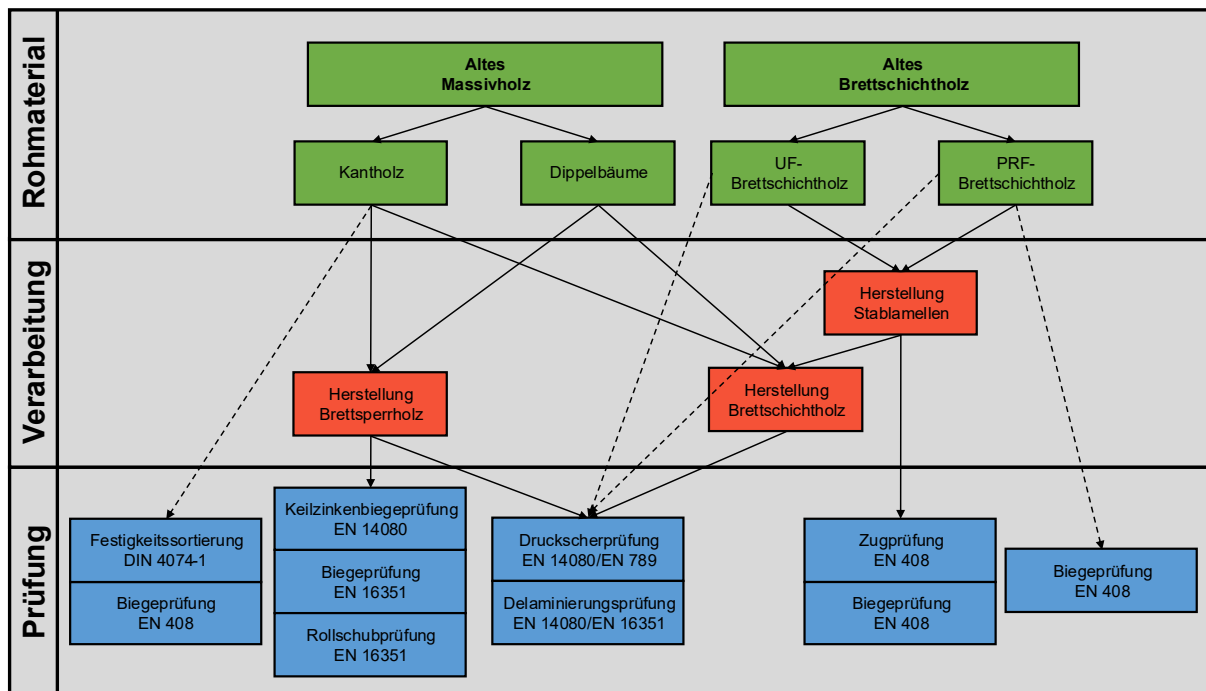 Rohmaterial
Altes
Massivholz
Altes
Brettschichtholz
Kantholz
Dippelbäume
UF-
Brettschichtholz
PRF-
Brettschichtholz
Verarbeitung
Herstellung
Stablamellen
Herstellung
Brettsperrholz
Herstellung
Brettschichtholz
Prüfung
Festigkeitssortierung
DIN 4074-1
Biegeprüfung
EN 408
Keilzinkenbiegeprüfung
EN 14080
Biegeprüfung
EN 16351
Rollschubprüfung
EN 16351
Druckscherprüfung
EN 14080/EN 789
Delaminierungsprüfung
EN 14080/EN 16351
Zugprüfung
EN 408
Biegeprüfung
EN 408
Biegeprüfung
EN 408